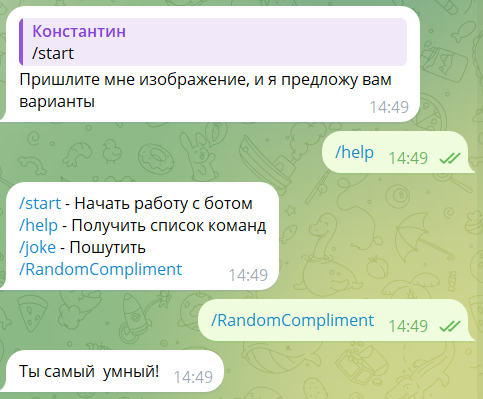 Константин
/start
Пришлите мне изображение, и я предложу вам
варианты
14:49
/help 14:49
/start - Начать работу с ботом
/help - Получить список команд
/joke - Пошутить
/RandomCompliment
14:49
/RandomCompliment 14:49
Ты самый  умный! 14:49